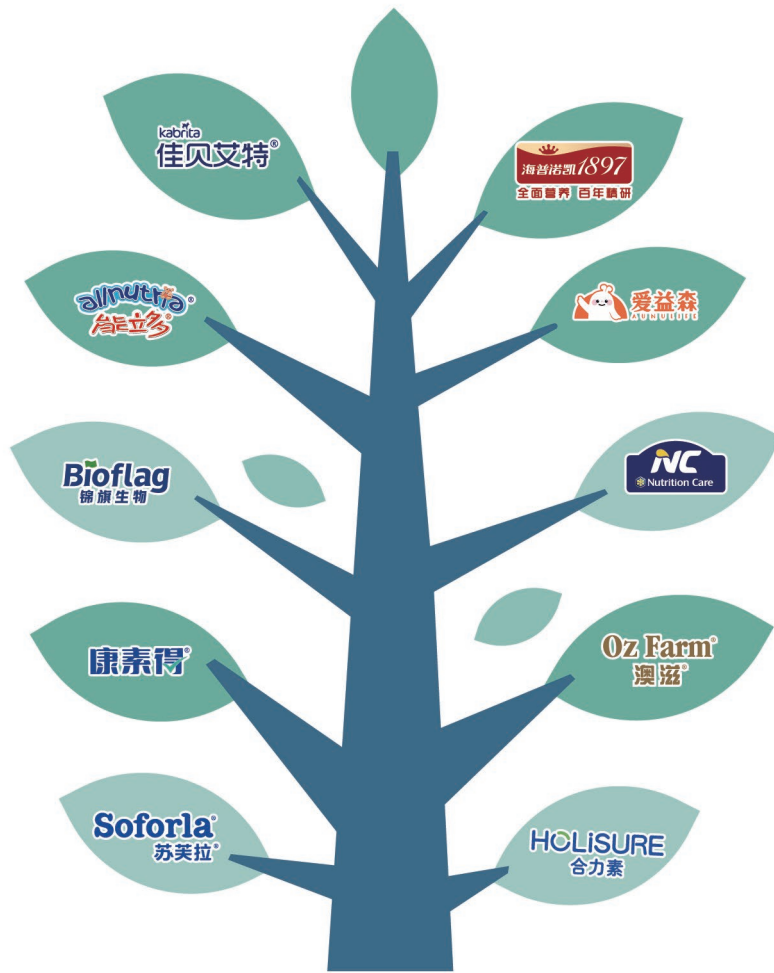 kabrita
佳贝艾特®
海普诺凯1897
全面营养 百年精研
allnutria®
能立多®
爱益森
AUNULIFE
Bioflag
锦旗生物
NC
Nutrition Care
康素得®
Oz Farm®
澳滋®
Soforla®
苏芙拉®
HOLiSURE
合力素